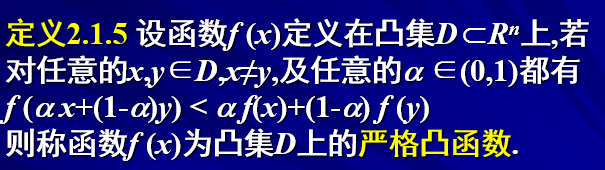 定义2.1.5 设函数f (x)定义在凸集D⊂Rⁿ上,若
对任意的x,y∈D,x≠y,及任意的α ∈(0,1)都有
f (α x+(1-α)y) < α f(x)+(1-α) f (y)
则称函数f (x)为凸集D上的严格凸函数.